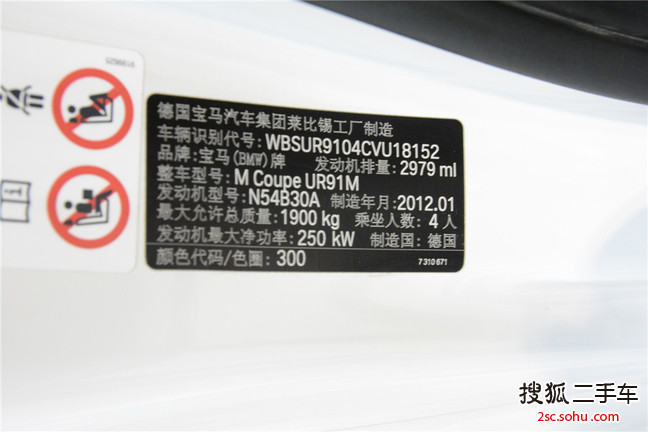 9199625
德国宝马汽车集团莱比锡工厂制造
车辆识别代号: WBSUR9104CVU18152
品牌: 宝马(BMW)牌 发动机排量: 2979 ml
整车型号: M Coupe UR91M
发动机型号: N54B30A 制造年月: 2012.01
最大允许总质量: 1900 kg 乘坐人数: 4 人
发动机最大净功率: 250 kW 制造国: 德国
颜色代码/色圈: 300
7 310 671
搜狐二手车
2sc.sohu.com